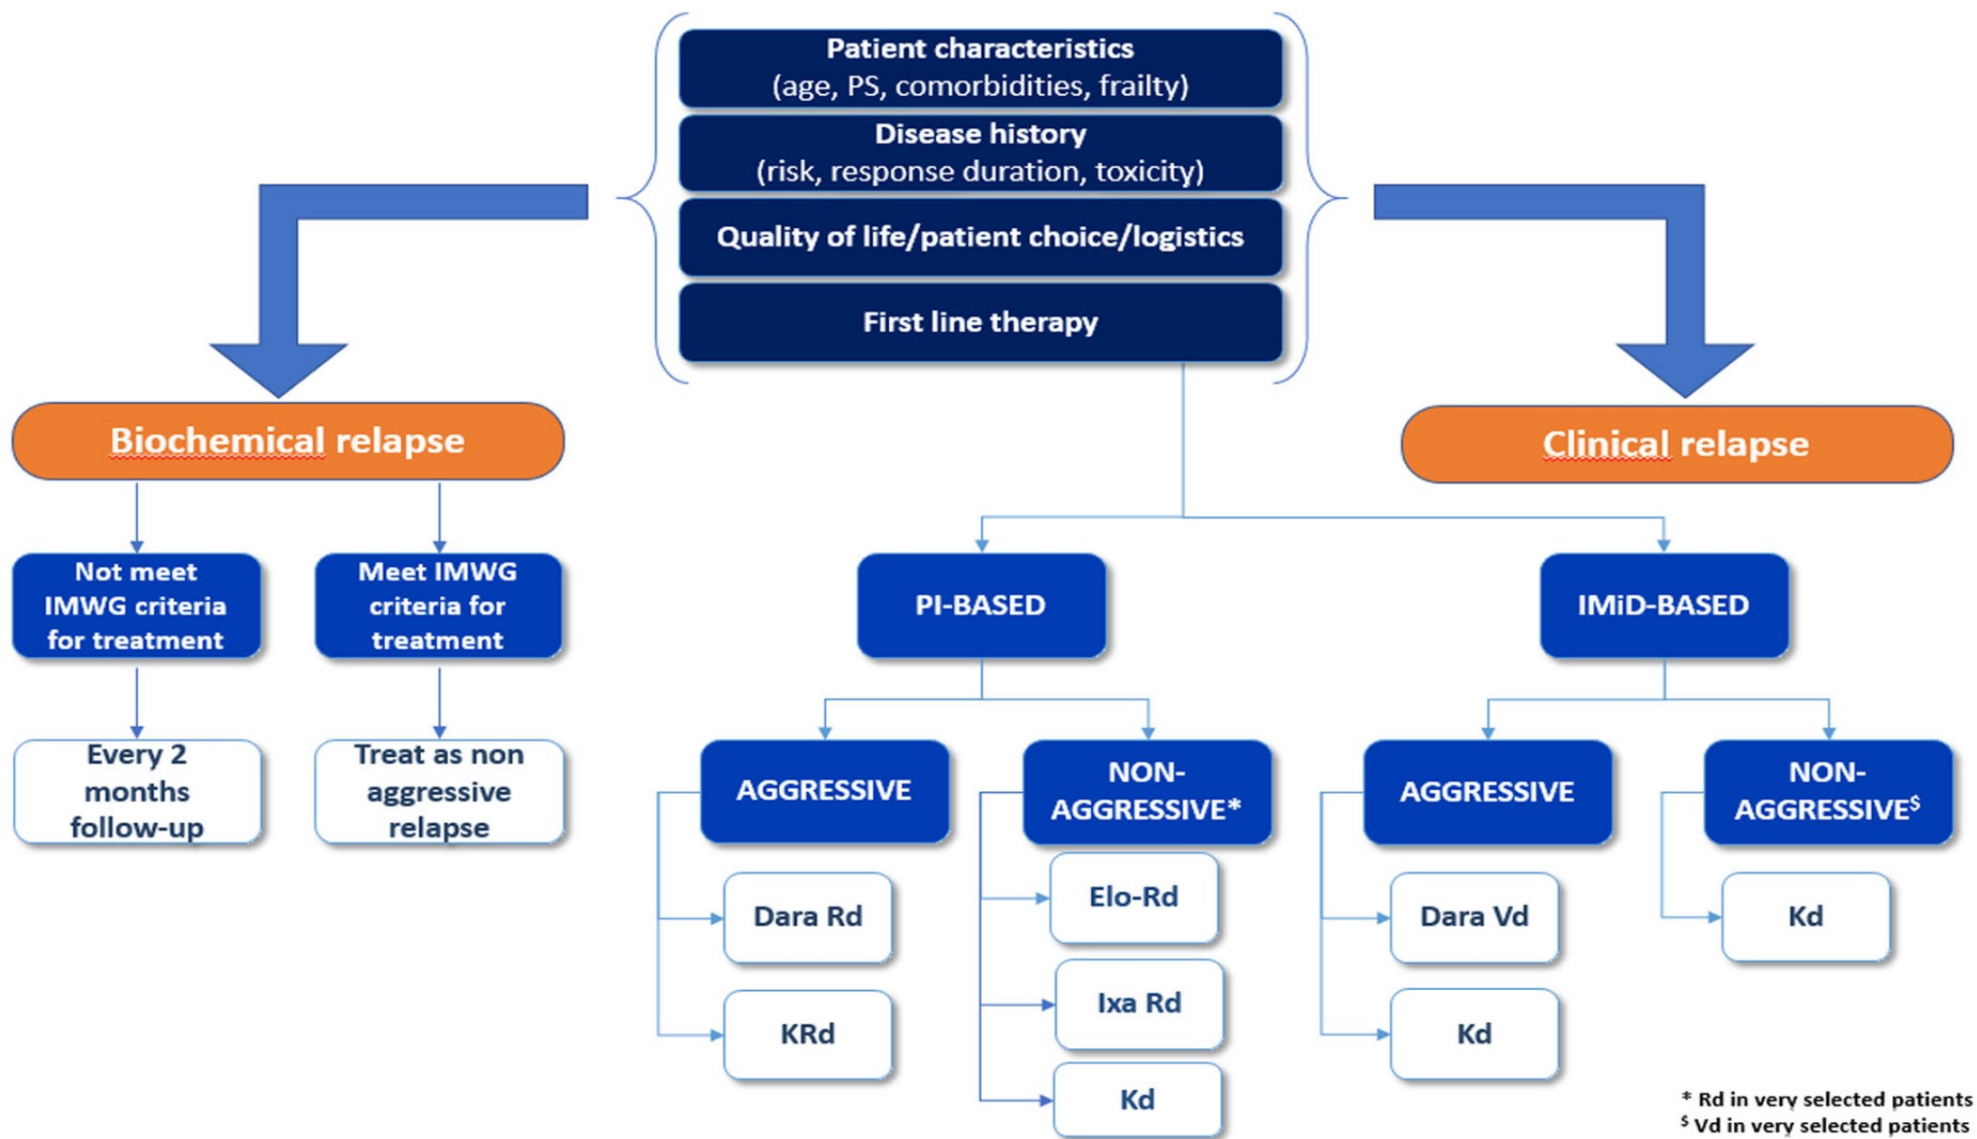 Patient characteristics
(age, PS, comorbidities, frailty)
Disease history
(risk, response duration, toxicity)
Quality of life/patient choice/logistics
First line therapy
Biochemical relapse
Clinical relapse
Not meet
IMWG criteria
for treatment
Meet IMWG
criteria for
treatment
Every 2
months
follow-up
Treat as non
aggressive
relapse
PI-BASED
IMiD-BASED
AGGRESSIVE
NON-
AGGRESSIVE*
AGGRESSIVE
NON-
AGGRESSIVE$
Dara Rd
KRd
Elo-Rd
Ixa Rd
Kd
Dara Vd
Kd
Kd
* Rd in very selected patients
$ Vd in very selected patients